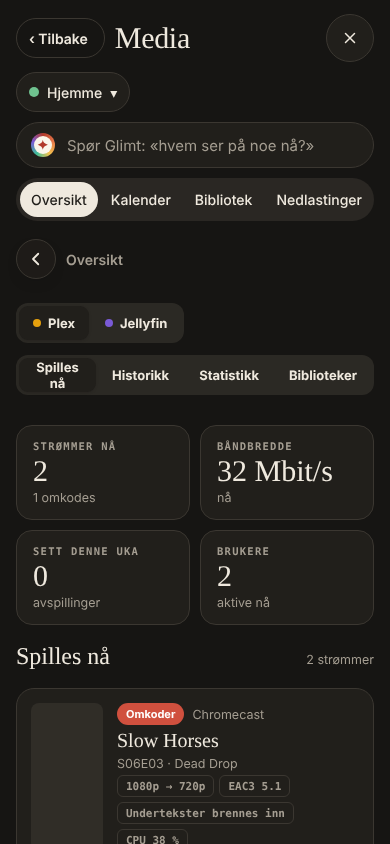 ‹ Tilbake
Media
Hjemme ▾
Spør Glimt: «hvem ser på noe nå?»
Oversikt Kalender Bibliotek Nedlastinger
Oversikt
Plex Jellyfin
Spilles nå Historikk Statistikk Biblioteker
STRØMMER NÅ
2
1 omkodes
BÅNDBREDDE
32 Mbit/s
nå
SETT DENNE UKA
0
avspillinger
BRUKERE
2
aktive nå
Spilles nå
2 strømmer
Omkoder Chromecast
Slow Horses
S06E03 · Dead Drop
1080p → 720p EAC3 5.1
Undertekster brennes inn
CPU 38 %